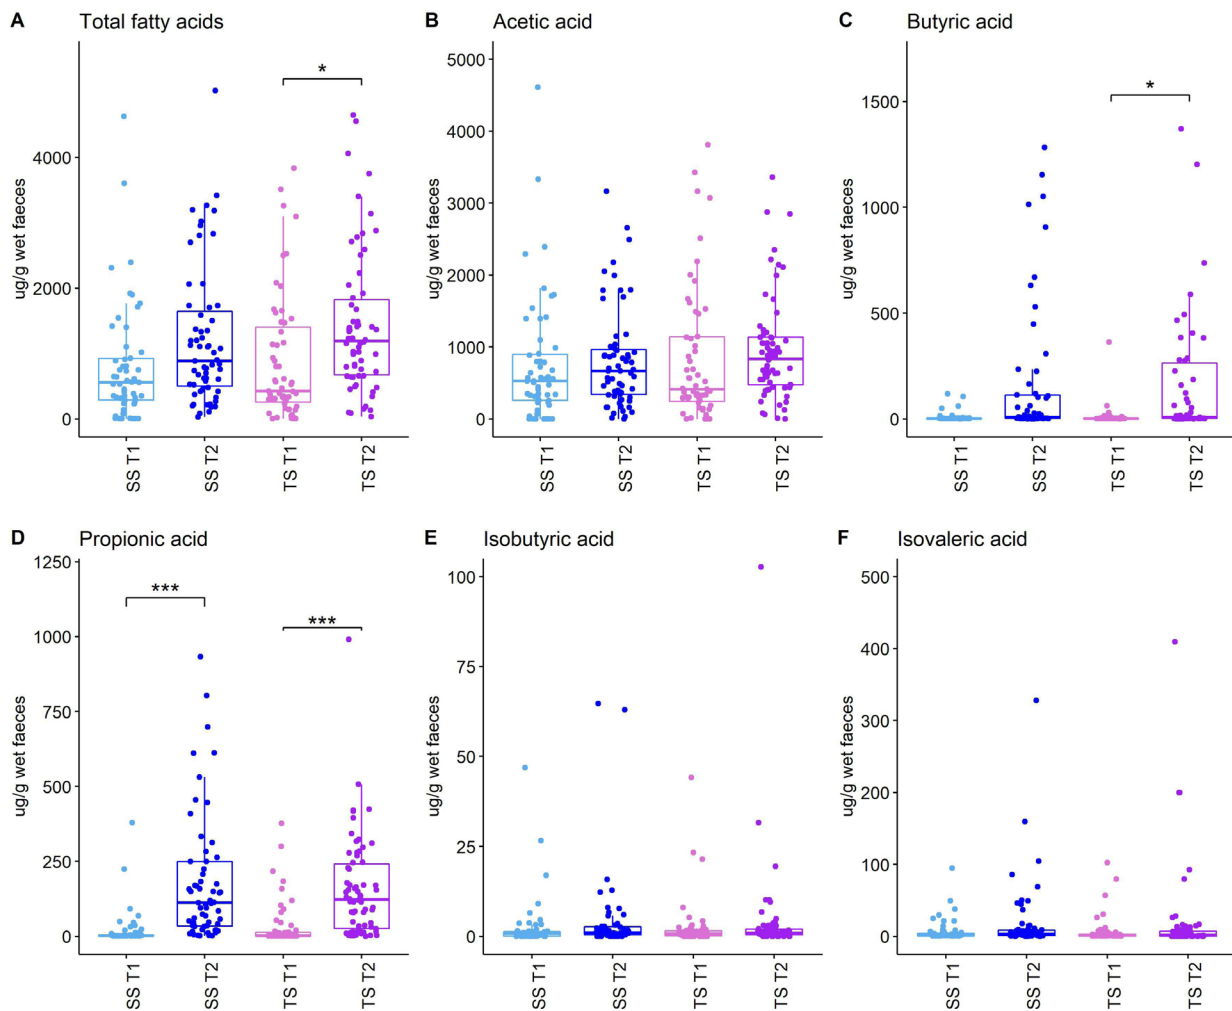 A Total fatty acids
ug/g wet faeces
4000
2000
0
*
SS T1
SS T2
TS T1
TS T2
B Acetic acid
ug/g wet faeces
5000
4000
3000
2000
1000
0
SS T1
SS T2
TS T1
TS T2
C Butyric acid
ug/g wet faeces
1500
1000
500
0
*
SS T1
SS T2
TS T1
TS T2
D Propionic acid
ug/g wet faeces
1250
1000
750
500
250
0
***
***
SS T1
SS T2
TS T1
TS T2
E Isobutyric acid
ug/g wet faeces
100
75
50
25
0
SS T1
SS T2
TS T1
TS T2
F Isovaleric acid
ug/g wet faeces
500
400
300
200
100
0
SS T1
SS T2
TS T1
TS T2